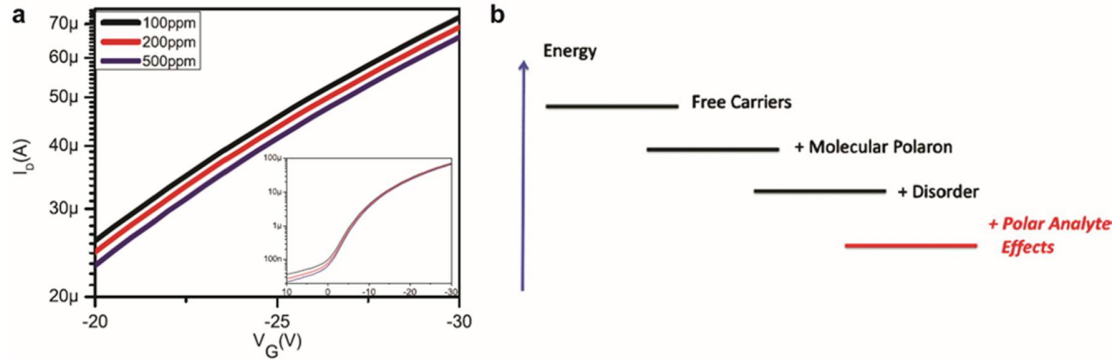 a
70µ
60µ
50µ
40µ
30µ
20µ
I_D(A)
100ppm
200ppm
500ppm
100µ
10µ
1µ
100n
10
0
-10
-20
-30
-20
-25
-30
V_G(V)
b
Energy
Free Carriers
+ Molecular Polaron
+ Disorder
+ Polar Analyte
Effects